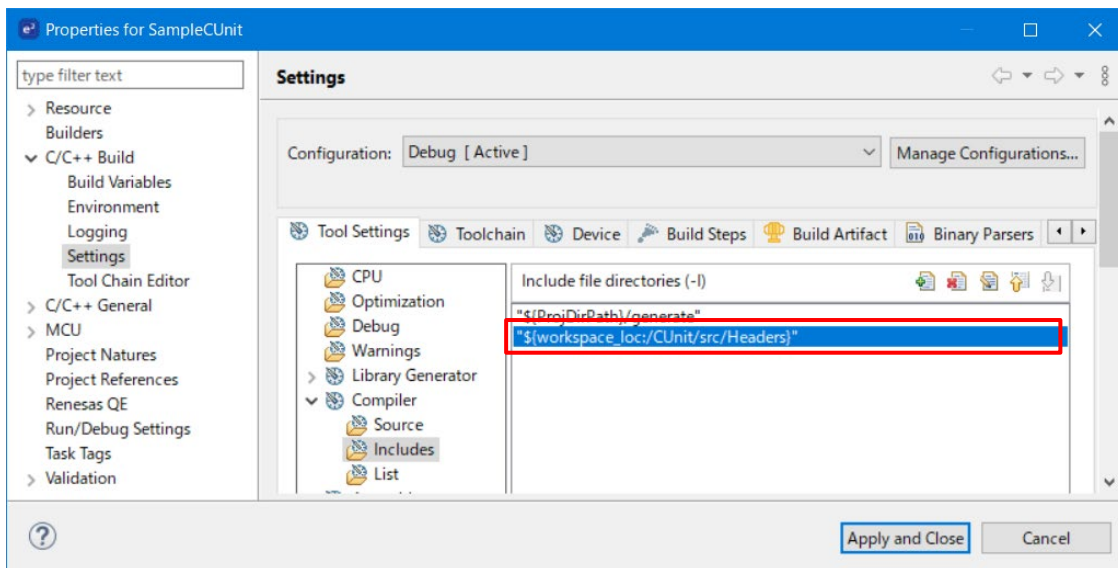 e² Properties for SampleCUnit
type filter text
Resource
Builders
C/C++ Build
Build Variables
Environment
Logging
Settings
Tool Chain Editor
C/C++ General
MCU
Project Natures
Project References
Renesas QE
Run/Debug Settings
Task Tags
Validation
Settings
Configuration: Debug [ Active ]
Manage Configurations...
Tool Settings Toolchain Device Build Steps Build Artifact Binary Parsers
CPU
Optimization
Debug
Warnings
Library Generator
Compiler
Source
Includes
List
Include file directories (-I)
"${ProjDirPath}/generate"
"${workspace_loc:/CUnit/src/Headers}"
Apply and Close
Cancel